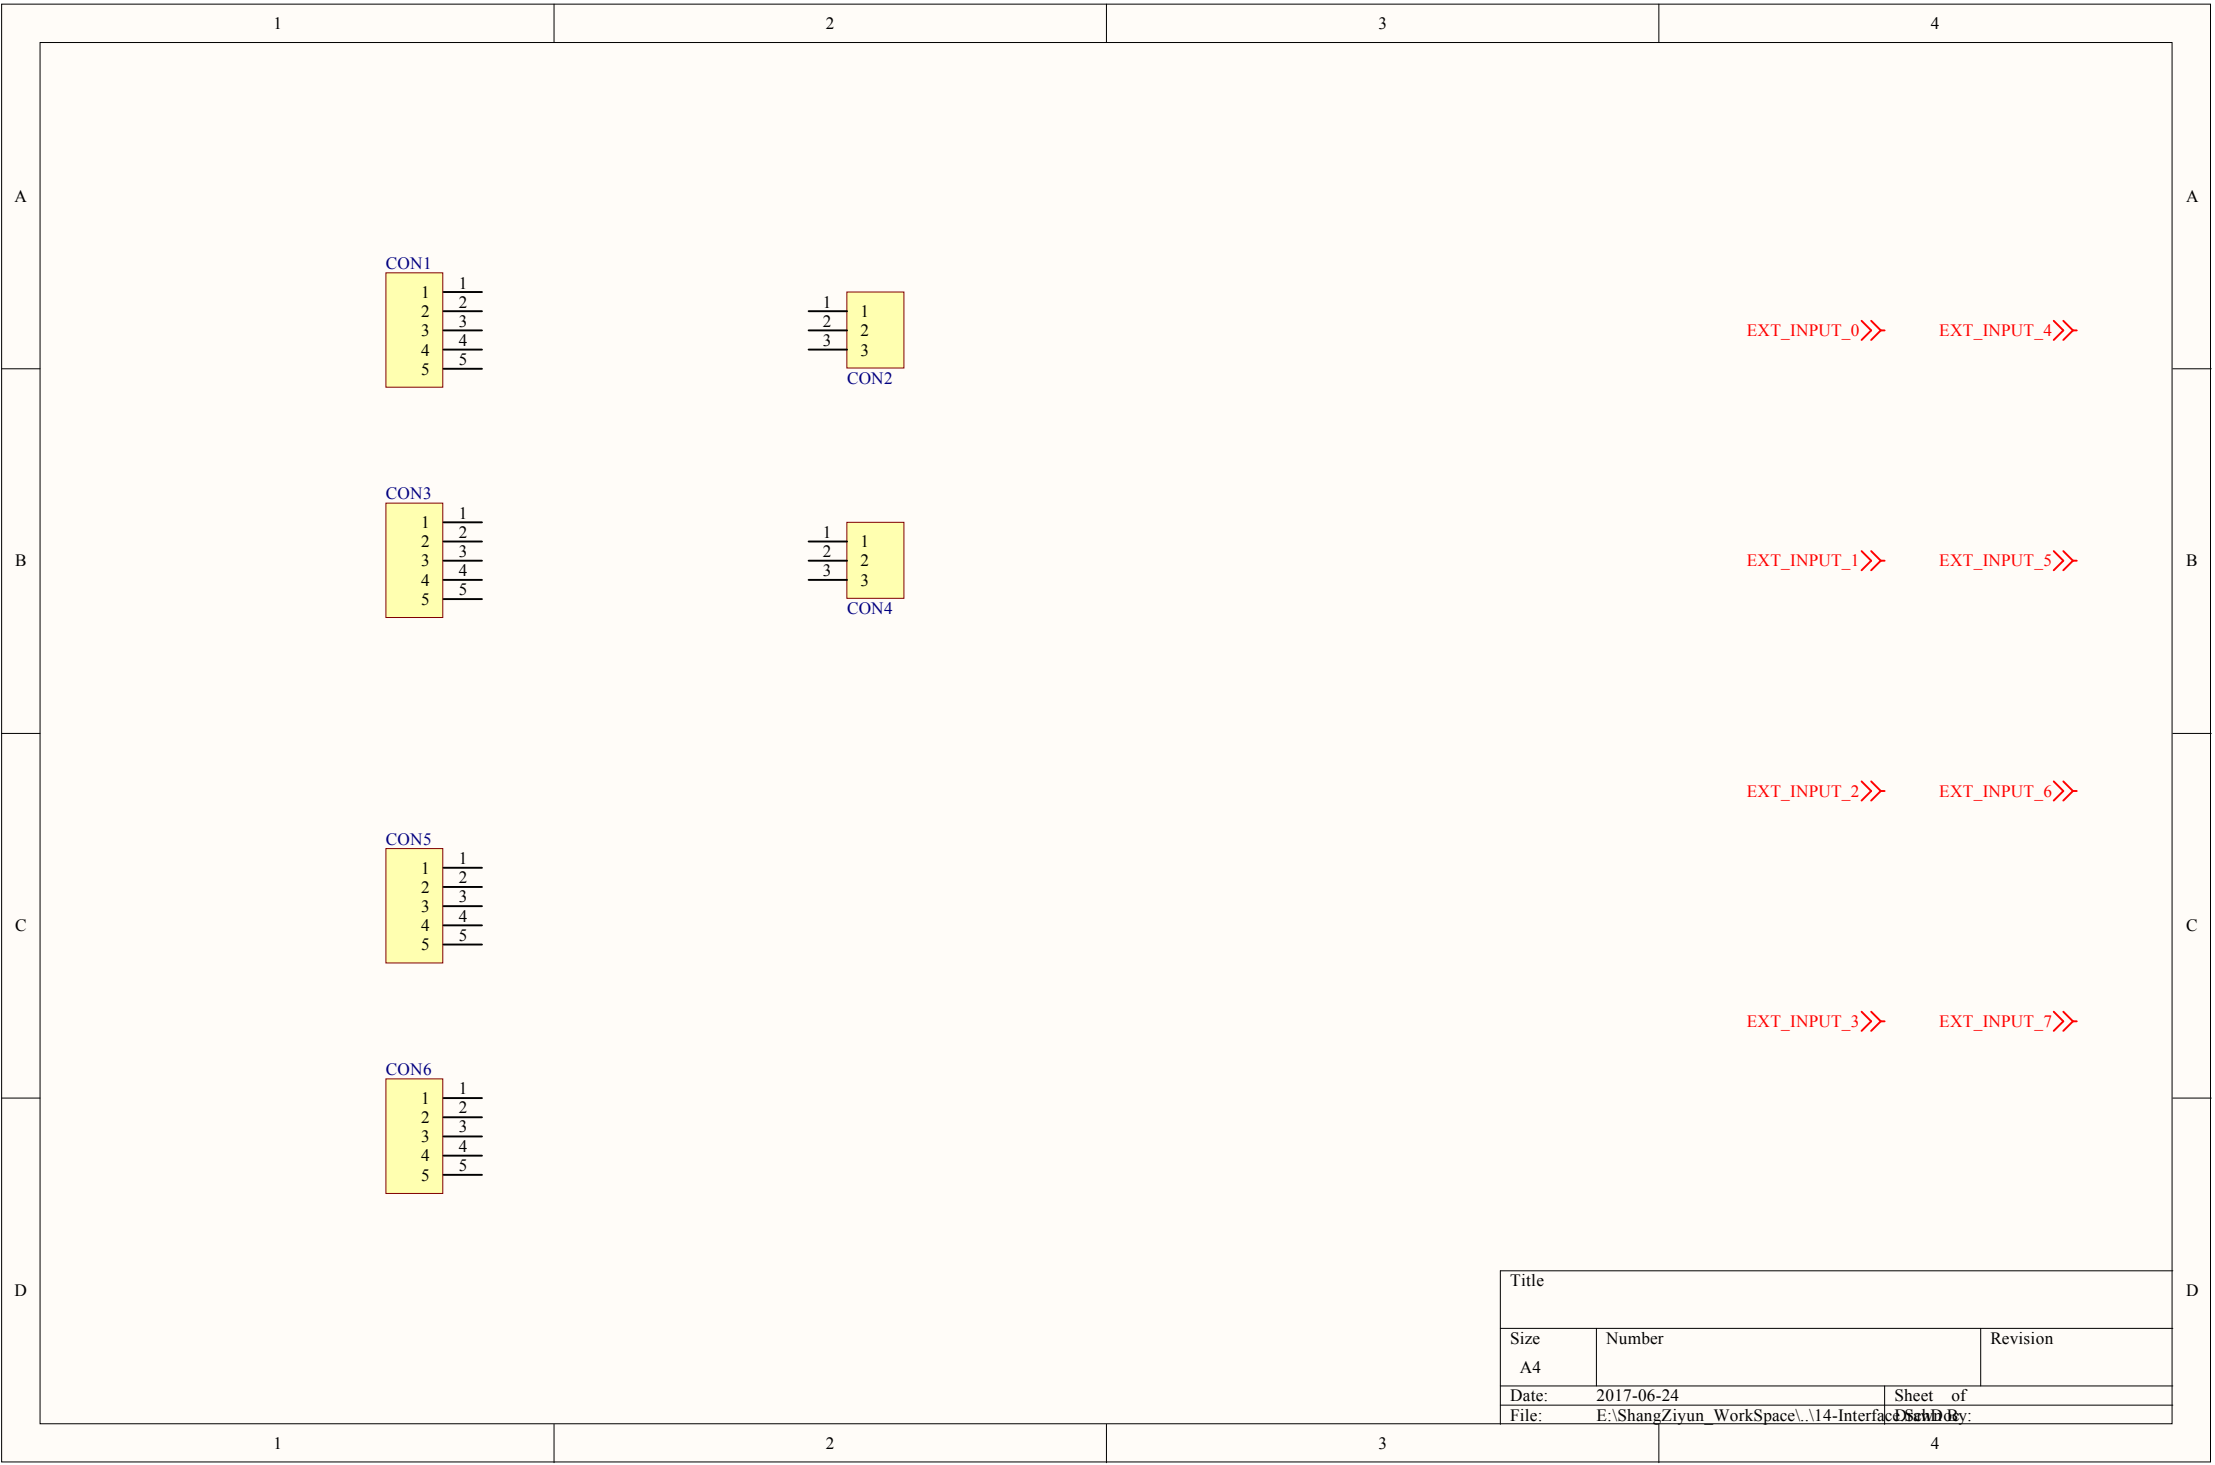 1 2 3 4
A A
CON1
1 1
2 2
3 3
4 4
5 5
1 1
2 2
3 3
CON2
EXT_INPUT_0 EXT_INPUT_4
CON3
1 1
2 2
3 3
4 4
5 5
1 1
2 2
3 3
CON4
B B
EXT_INPUT_1 EXT_INPUT_5
EXT_INPUT_2 EXT_INPUT_6
CON5
1 1
2 2
3 3
4 4
5 5
C C
EXT_INPUT_3 EXT_INPUT_7
CON6
1 1
2 2
3 3
4 4
5 5
D D
Title
Size Number Revision
A4
Date: 2017-06-24 Sheet of
File: E:\ShangZiyun_WorkSpace\..\14-Interface.SchDoc Drawn By:
1 2 3 4